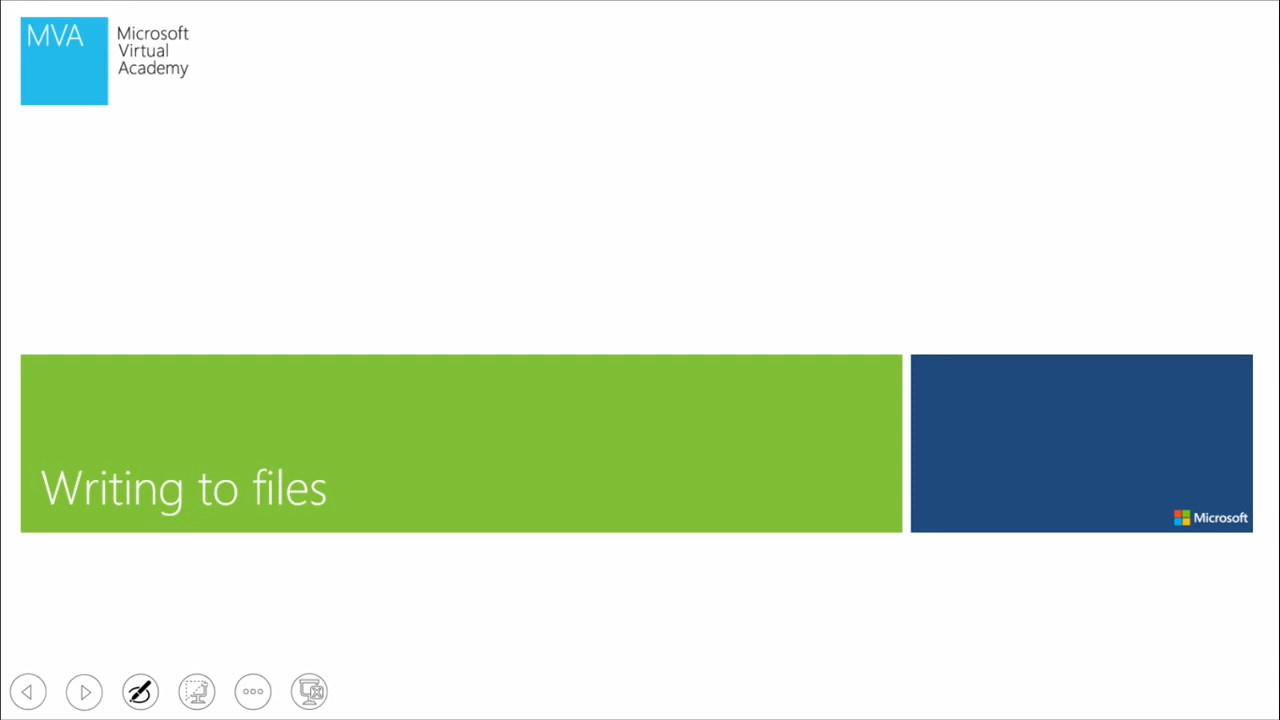 MVA
Microsoft
Virtual
Academy
Writing to files
Microsoft